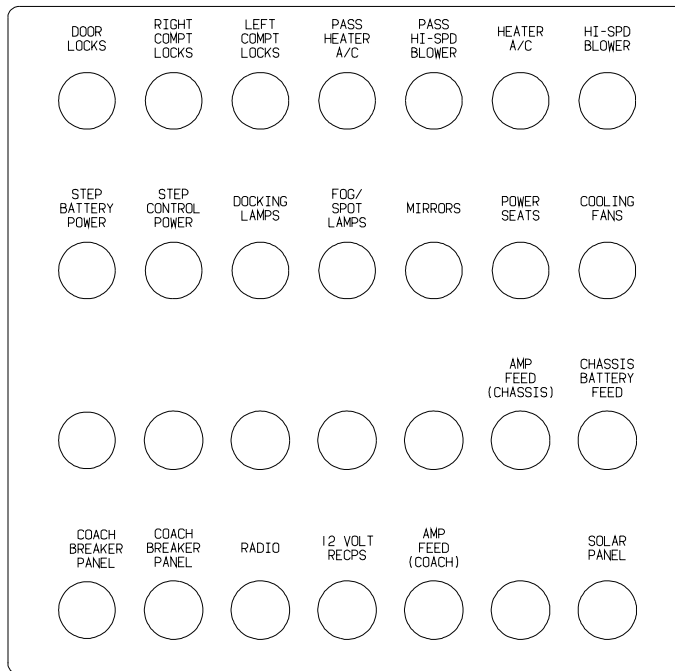 DOOR
LOCKS
RIGHT
COMPT
LOCKS
LEFT
COMPT
LOCKS
PASS
HEATER
A/C
PASS
HI-SPD
BLOWER
HEATER
A/C
HI-SPD
BLOWER
STEP
BATTERY
POWER
STEP
CONTROL
POWER
DOCKING
LAMPS
FOG/
SPOT
LAMPS
MIRRORS
POWER
SEATS
COOLING
FANS
AMP
FEED
(CHASSIS)
CHASSIS
BATTERY
FEED
COACH
BREAKER
PANEL
COACH
BREAKER
PANEL
RADIO
12 VOLT
RECPS
AMP
FEED
(COACH)
SOLAR
PANEL